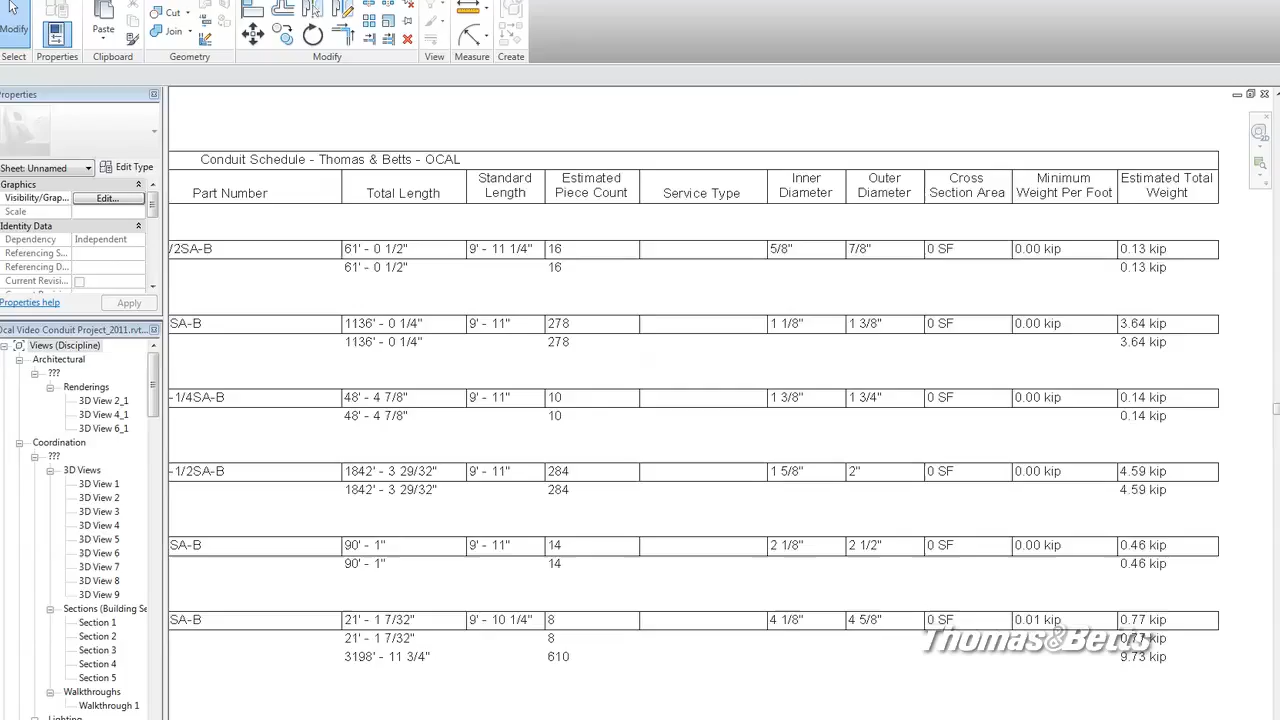 Modify
Paste
Cut
Join
Select
Properties
Clipboard
Geometry
Modify
View
Measure
Create
Properties
Sheet: Unnamed
Edit Type
Graphics
Visibility/Grap...
Edit...
Scale
Identity Data
Dependency
Independent
Referencing S...
Referencing D...
Current Revisi...
Properties help
Apply
Ocal Video Conduit Project_2011.rvt...
Views (Discipline)
Architectural
???
Renderings
3D View 2_1
3D View 4_1
3D View 6_1
Coordination
???
3D Views
3D View 1
3D View 2
3D View 3
3D View 4
3D View 5
3D View 6
3D View 7
3D View 8
3D View 9
Sections (Building Se
Section 1
Section 2
Section 3
Section 4
Section 5
Walkthroughs
Walkthrough 1
Lighting
Conduit Schedule - Thomas & Betts - OCAL
Part Number Total Length Standard Length Estimated Piece Count Service Type Inner Diameter Outer Diameter Cross Section Area Minimum Weight Per Foot Estimated Total Weight
/2SA-B 61' - 0 1/2" 9' - 11 1/4" 16 5/8" 7/8" 0 SF 0.00 kip 0.13 kip
61' - 0 1/2" 16 0.13 kip
SA-B 1136' - 0 1/4" 9' - 11" 278 1 1/8" 1 3/8" 0 SF 0.00 kip 3.64 kip
1136' - 0 1/4" 278 3.64 kip
-1/4SA-B 48' - 4 7/8" 9' - 11" 10 1 3/8" 1 3/4" 0 SF 0.00 kip 0.14 kip
48' - 4 7/8" 10 0.14 kip
-1/2SA-B 1842' - 3 29/32" 9' - 11" 284 1 5/8" 2" 0 SF 0.00 kip 4.59 kip
1842' - 3 29/32" 284 4.59 kip
SA-B 90' - 1" 9' - 11" 14 2 1/8" 2 1/2" 0 SF 0.00 kip 0.46 kip
90' - 1" 14 0.46 kip
SA-B 21' - 1 7/32" 9' - 10 1/4" 8 4 1/8" 4 5/8" 0 SF 0.01 kip 0.77 kip
21' - 1 7/32" 8 0.77 kip
3198' - 11 3/4" 610 9.73 kip
Thomas&Betts